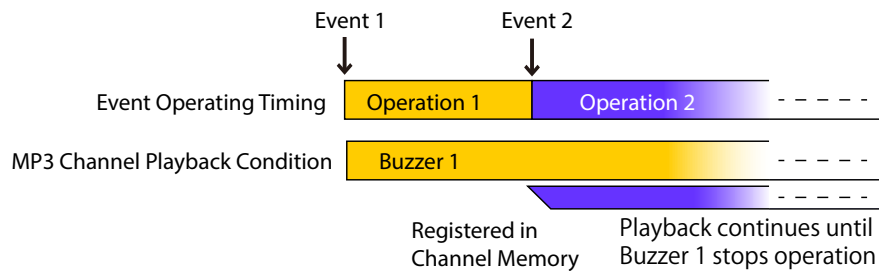 Event 1
Event 2
Event Operating Timing
Operation 1
Operation 2
MP3 Channel Playback Condition
Buzzer 1
Registered in
Channel Memory
Playback continues until
Buzzer 1 stops operation